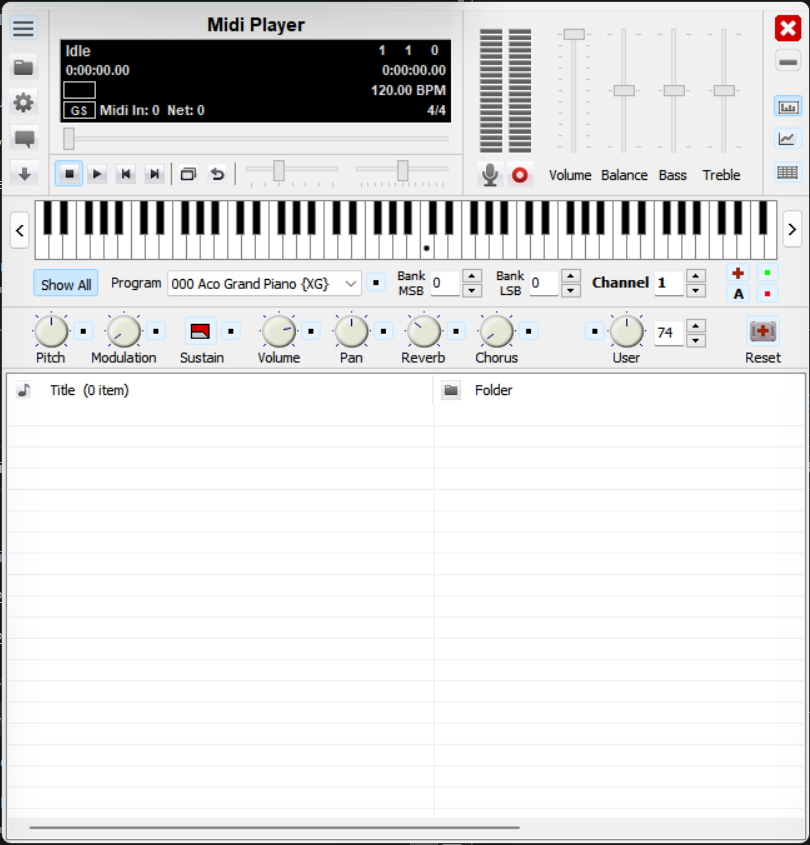 Midi Player
Idle 1 1 0
0:00:00.00 0:00:00.00
120.00 BPM
GS Midi In: 0 Net: 0 4/4
Volume Balance Bass Treble
Show All Program 000 Aco Grand Piano {XG} Bank MSB 0 Bank LSB 0 Channel 1
A
Pitch Modulation Sustain Volume Pan Reverb Chorus User 74 Reset
Title (0 item) Folder